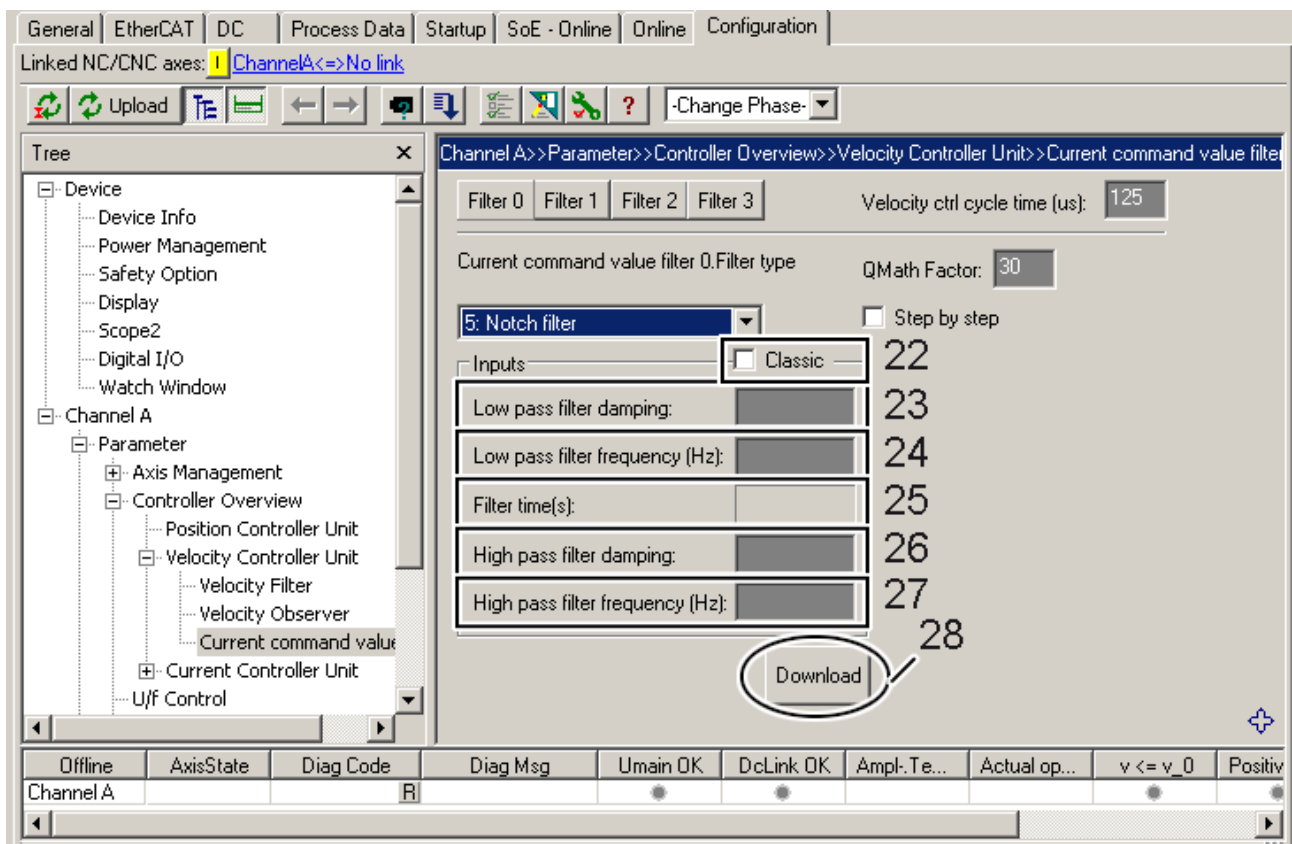 General EtherCAT DC Process Data Startup SoE - Online Online Configuration
Linked NC/CNC axes: ! ChannelA<=>No link
Upload ? -Change Phase-
Tree
Device
Device Info
Power Management
Safety Option
Display
Scope2
Digital I/O
Watch Window
Channel A
Parameter
Axis Management
Controller Overview
Position Controller Unit
Velocity Controller Unit
Velocity Filter
Velocity Observer
Current command value
Current Controller Unit
U/f Control
Channel A>>Parameter>>Controller Overview>>Velocity Controller Unit>>Current command value filter
Filter 0 Filter 1 Filter 2 Filter 3 Velocity ctrl cycle time (us): 125
Current command value filter 0.Filter type QMath Factor: 30
5: Notch filter Step by step
Inputs Classic 22
Low pass filter damping: 23
Low pass filter frequency (Hz): 24
Filter time(s): 25
High pass filter damping: 26
High pass filter frequency (Hz): 27
28
Download
Offline AxisState Diag Code Diag Msg Umain OK DcLink OK Ampl-.Te... Actual op... v <= v_0 Positiv
Channel A R